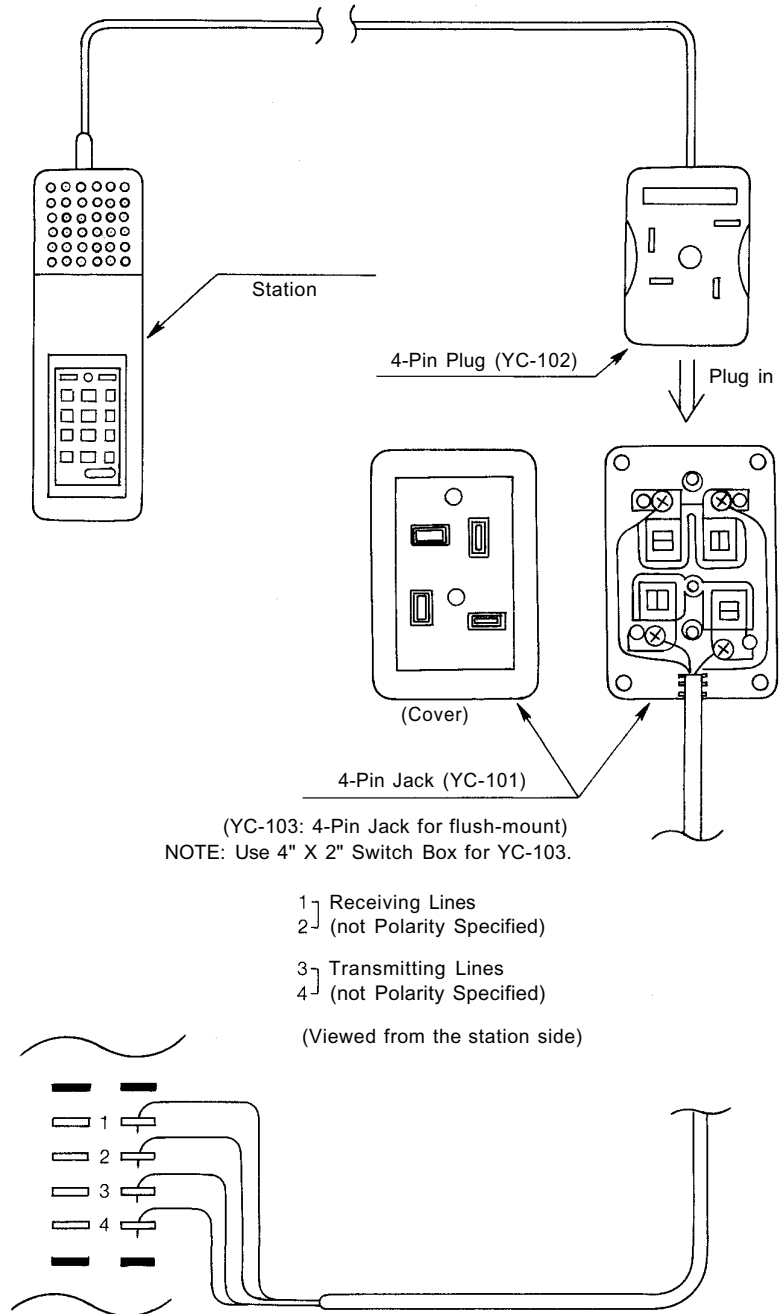 Station
4-Pin Plug (YC-102)
Plug in
(Cover)
4-Pin Jack (YC-101)
(YC-103: 4-Pin Jack for flush-mount)
NOTE: Use 4" X 2" Switch Box for YC-103.
1 Receiving Lines
2 (not Polarity Specified)
3 Transmitting Lines
4 (not Polarity Specified)
(Viewed from the station side)
1
2
3
4